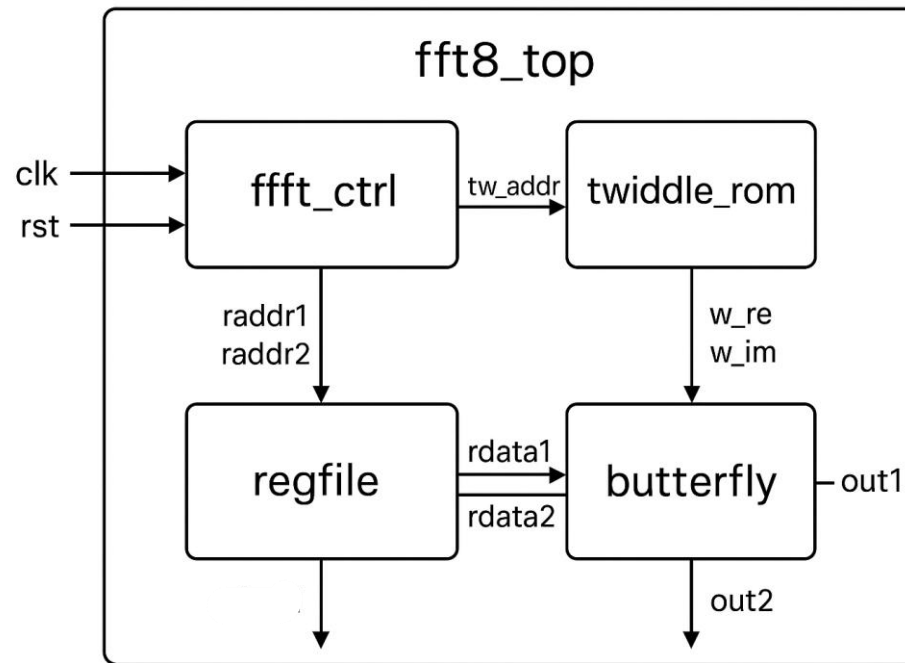 fft8_top
clk
rst
ffft_ctrl
tw_addr
twiddle_rom
raddr1
raddr2
w_re
w_im
regfile
rdata1
rdata2
butterfly
out1
out2